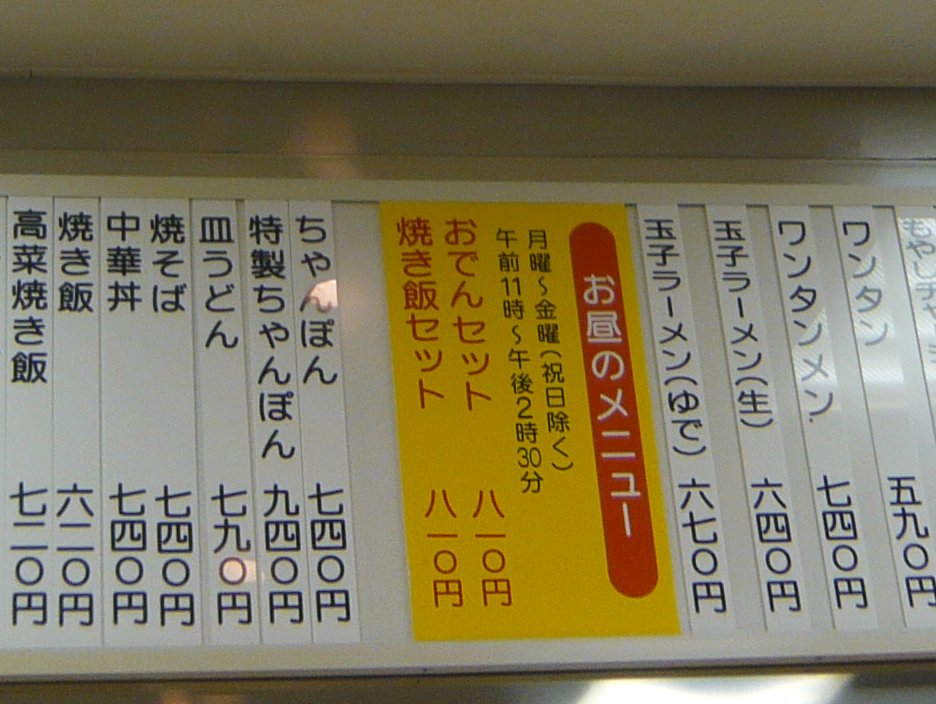 もやし
ワンタン 五九〇円
ワンタンメン 七四〇円
玉子ラーメン(生) 六四〇円
玉子ラーメン(ゆで) 六七〇円
お昼のメニュー
月曜～金曜(祝日除く)
午前11時～午後2時30分
おでんセット 八一〇円
焼き飯セット 八一〇円
ちゃんぽん 七四〇円
特製ちゃんぽん 九四〇円
皿うどん 七九〇円
焼そば 七四〇円
中華丼 七四〇円
焼き飯 六二〇円
高菜焼き飯 七二〇円